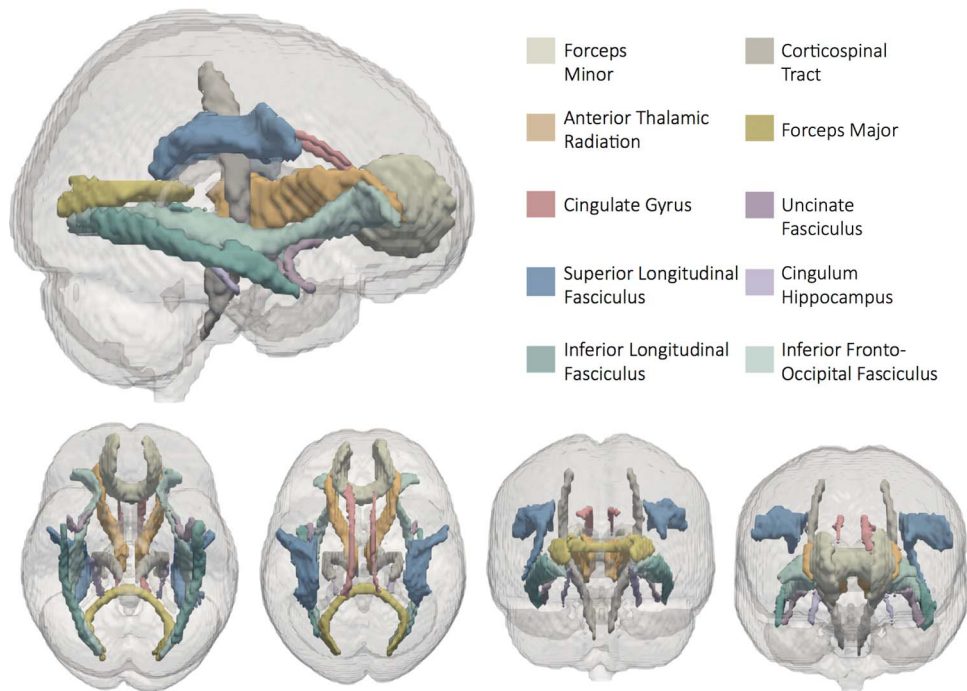 Forceps
Minor
Corticospinal
Tract
Anterior Thalamic
Radiation
Forceps Major
Cingulate Gyrus
Uncinate
Fasciculus
Superior Longitudinal
Fasciculus
Cingulum
Hippocampus
Inferior Longitudinal
Fasciculus
Inferior Fronto-
Occipital Fasciculus